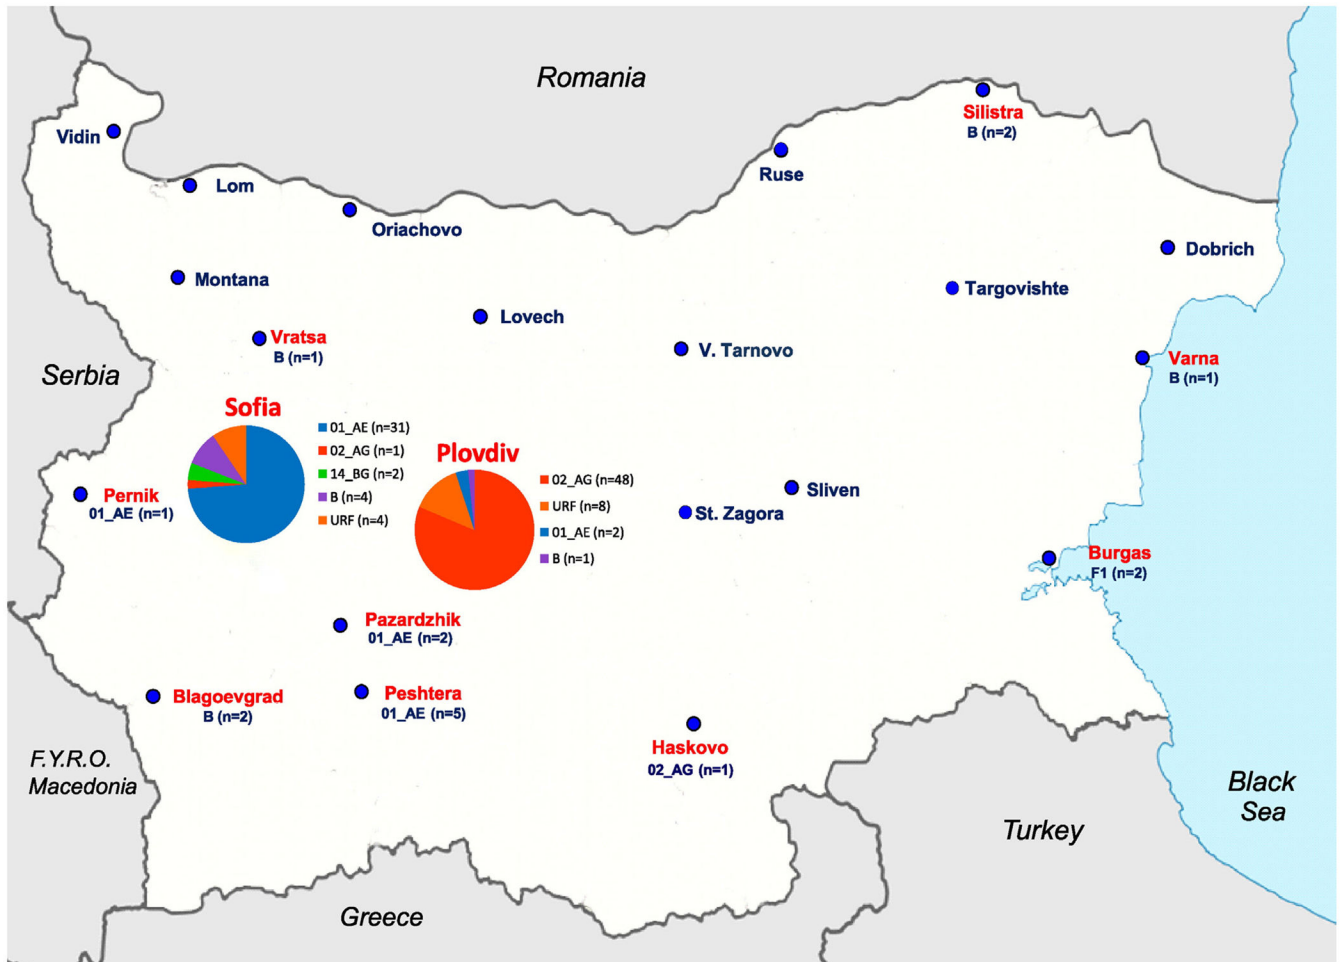 Romania
Silistra
B (n=2)
Vidin
Ruse
Lom
Oriachovo
Dobrich
Montana
Targovishte
Lovech
Vratsa
B (n=1)
V. Tarnovo
Varna
B (n=1)
Serbia
Sofia
01_AE (n=31)
02_AG (n=1)
14_BG (n=2)
B (n=4)
URF (n=4)
Plovdiv
02_AG (n=48)
URF (n=8)
01_AE (n=2)
B (n=1)
Pernik
01_AE (n=1)
Sliven
St. Zagora
Burgas
F1 (n=2)
Pazardzhik
01_AE (n=2)
Blagoevgrad
B (n=2)
Peshtera
01_AE (n=5)
Haskovo
02_AG (n=1)
F.Y.R.O.
Macedonia
Black
Sea
Turkey
Greece